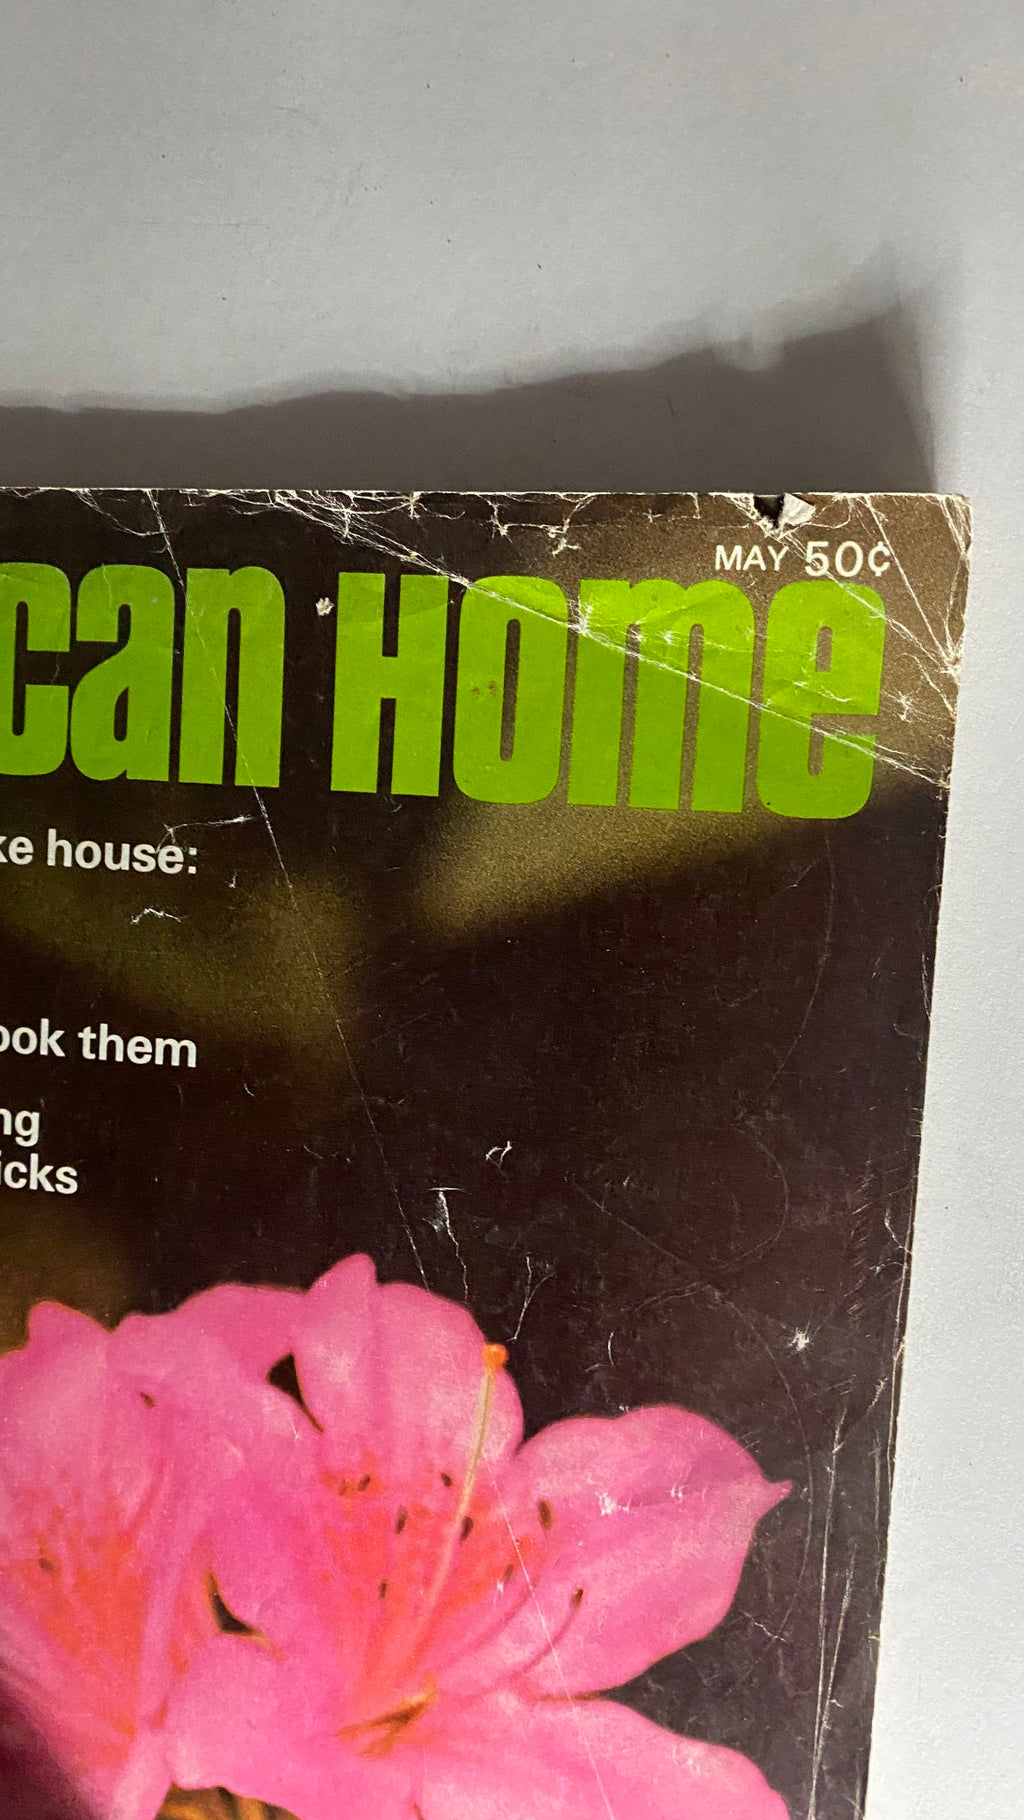 MAY 50¢
can Home
ke house:
ook them
ng
icks